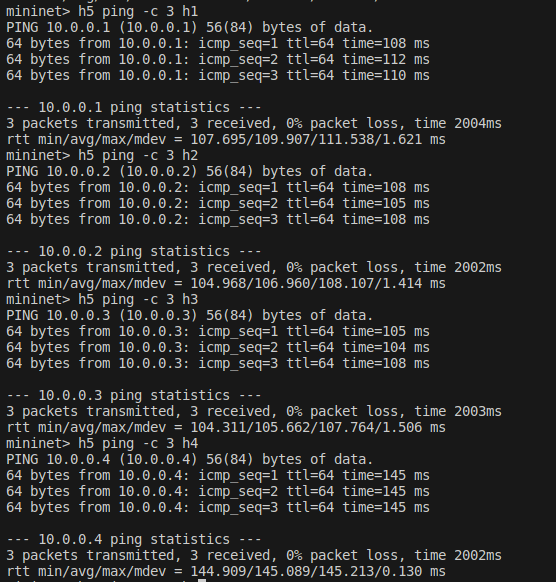 mininet> h5 ping -c 3 h1
PING 10.0.0.1 (10.0.0.1) 56(84) bytes of data.
64 bytes from 10.0.0.1: icmp_seq=1 ttl=64 time=108 ms
64 bytes from 10.0.0.1: icmp_seq=2 ttl=64 time=112 ms
64 bytes from 10.0.0.1: icmp_seq=3 ttl=64 time=110 ms

--- 10.0.0.1 ping statistics ---
3 packets transmitted, 3 received, 0% packet loss, time 2004ms
rtt min/avg/max/mdev = 107.695/109.907/111.538/1.621 ms
mininet> h5 ping -c 3 h2
PING 10.0.0.2 (10.0.0.2) 56(84) bytes of data.
64 bytes from 10.0.0.2: icmp_seq=1 ttl=64 time=108 ms
64 bytes from 10.0.0.2: icmp_seq=2 ttl=64 time=105 ms
64 bytes from 10.0.0.2: icmp_seq=3 ttl=64 time=108 ms

--- 10.0.0.2 ping statistics ---
3 packets transmitted, 3 received, 0% packet loss, time 2002ms
rtt min/avg/max/mdev = 104.968/106.960/108.107/1.414 ms
mininet> h5 ping -c 3 h3
PING 10.0.0.3 (10.0.0.3) 56(84) bytes of data.
64 bytes from 10.0.0.3: icmp_seq=1 ttl=64 time=105 ms
64 bytes from 10.0.0.3: icmp_seq=2 ttl=64 time=104 ms
64 bytes from 10.0.0.3: icmp_seq=3 ttl=64 time=108 ms

--- 10.0.0.3 ping statistics ---
3 packets transmitted, 3 received, 0% packet loss, time 2003ms
rtt min/avg/max/mdev = 104.311/105.662/107.764/1.506 ms
mininet> h5 ping -c 3 h4
PING 10.0.0.4 (10.0.0.4) 56(84) bytes of data.
64 bytes from 10.0.0.4: icmp_seq=1 ttl=64 time=145 ms
64 bytes from 10.0.0.4: icmp_seq=2 ttl=64 time=145 ms
64 bytes from 10.0.0.4: icmp_seq=3 ttl=64 time=145 ms

--- 10.0.0.4 ping statistics ---
3 packets transmitted, 3 received, 0% packet loss, time 2002ms
rtt min/avg/max/mdev = 144.909/145.089/145.213/0.130 ms